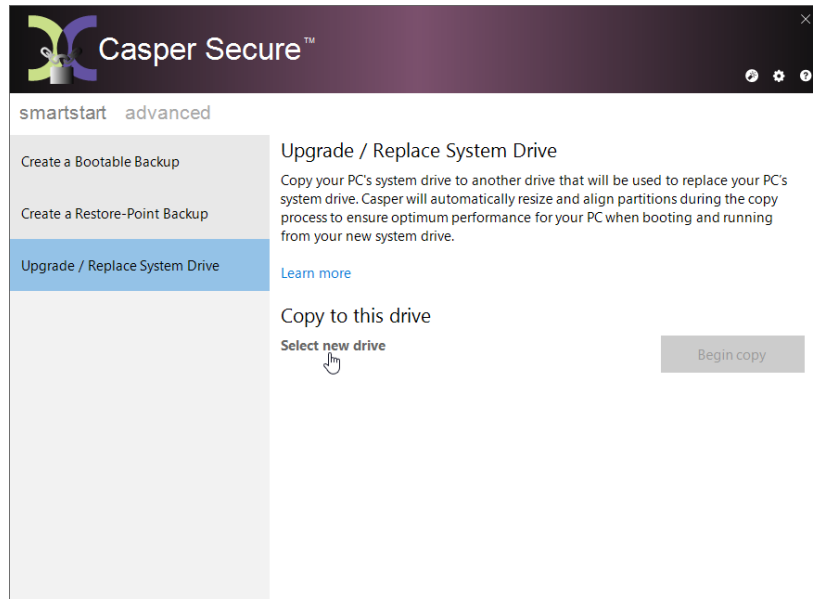 Casper Secure™
smartstart advanced
Create a Bootable Backup
Create a Restore-Point Backup
Upgrade / Replace System Drive
Upgrade / Replace System Drive
Copy your PC's system drive to another drive that will be used to replace your PC's
system drive. Casper will automatically resize and align partitions during the copy
process to ensure optimum performance for your PC when booting and running
from your new system drive.
Learn more
Copy to this drive
Select new drive
Begin copy